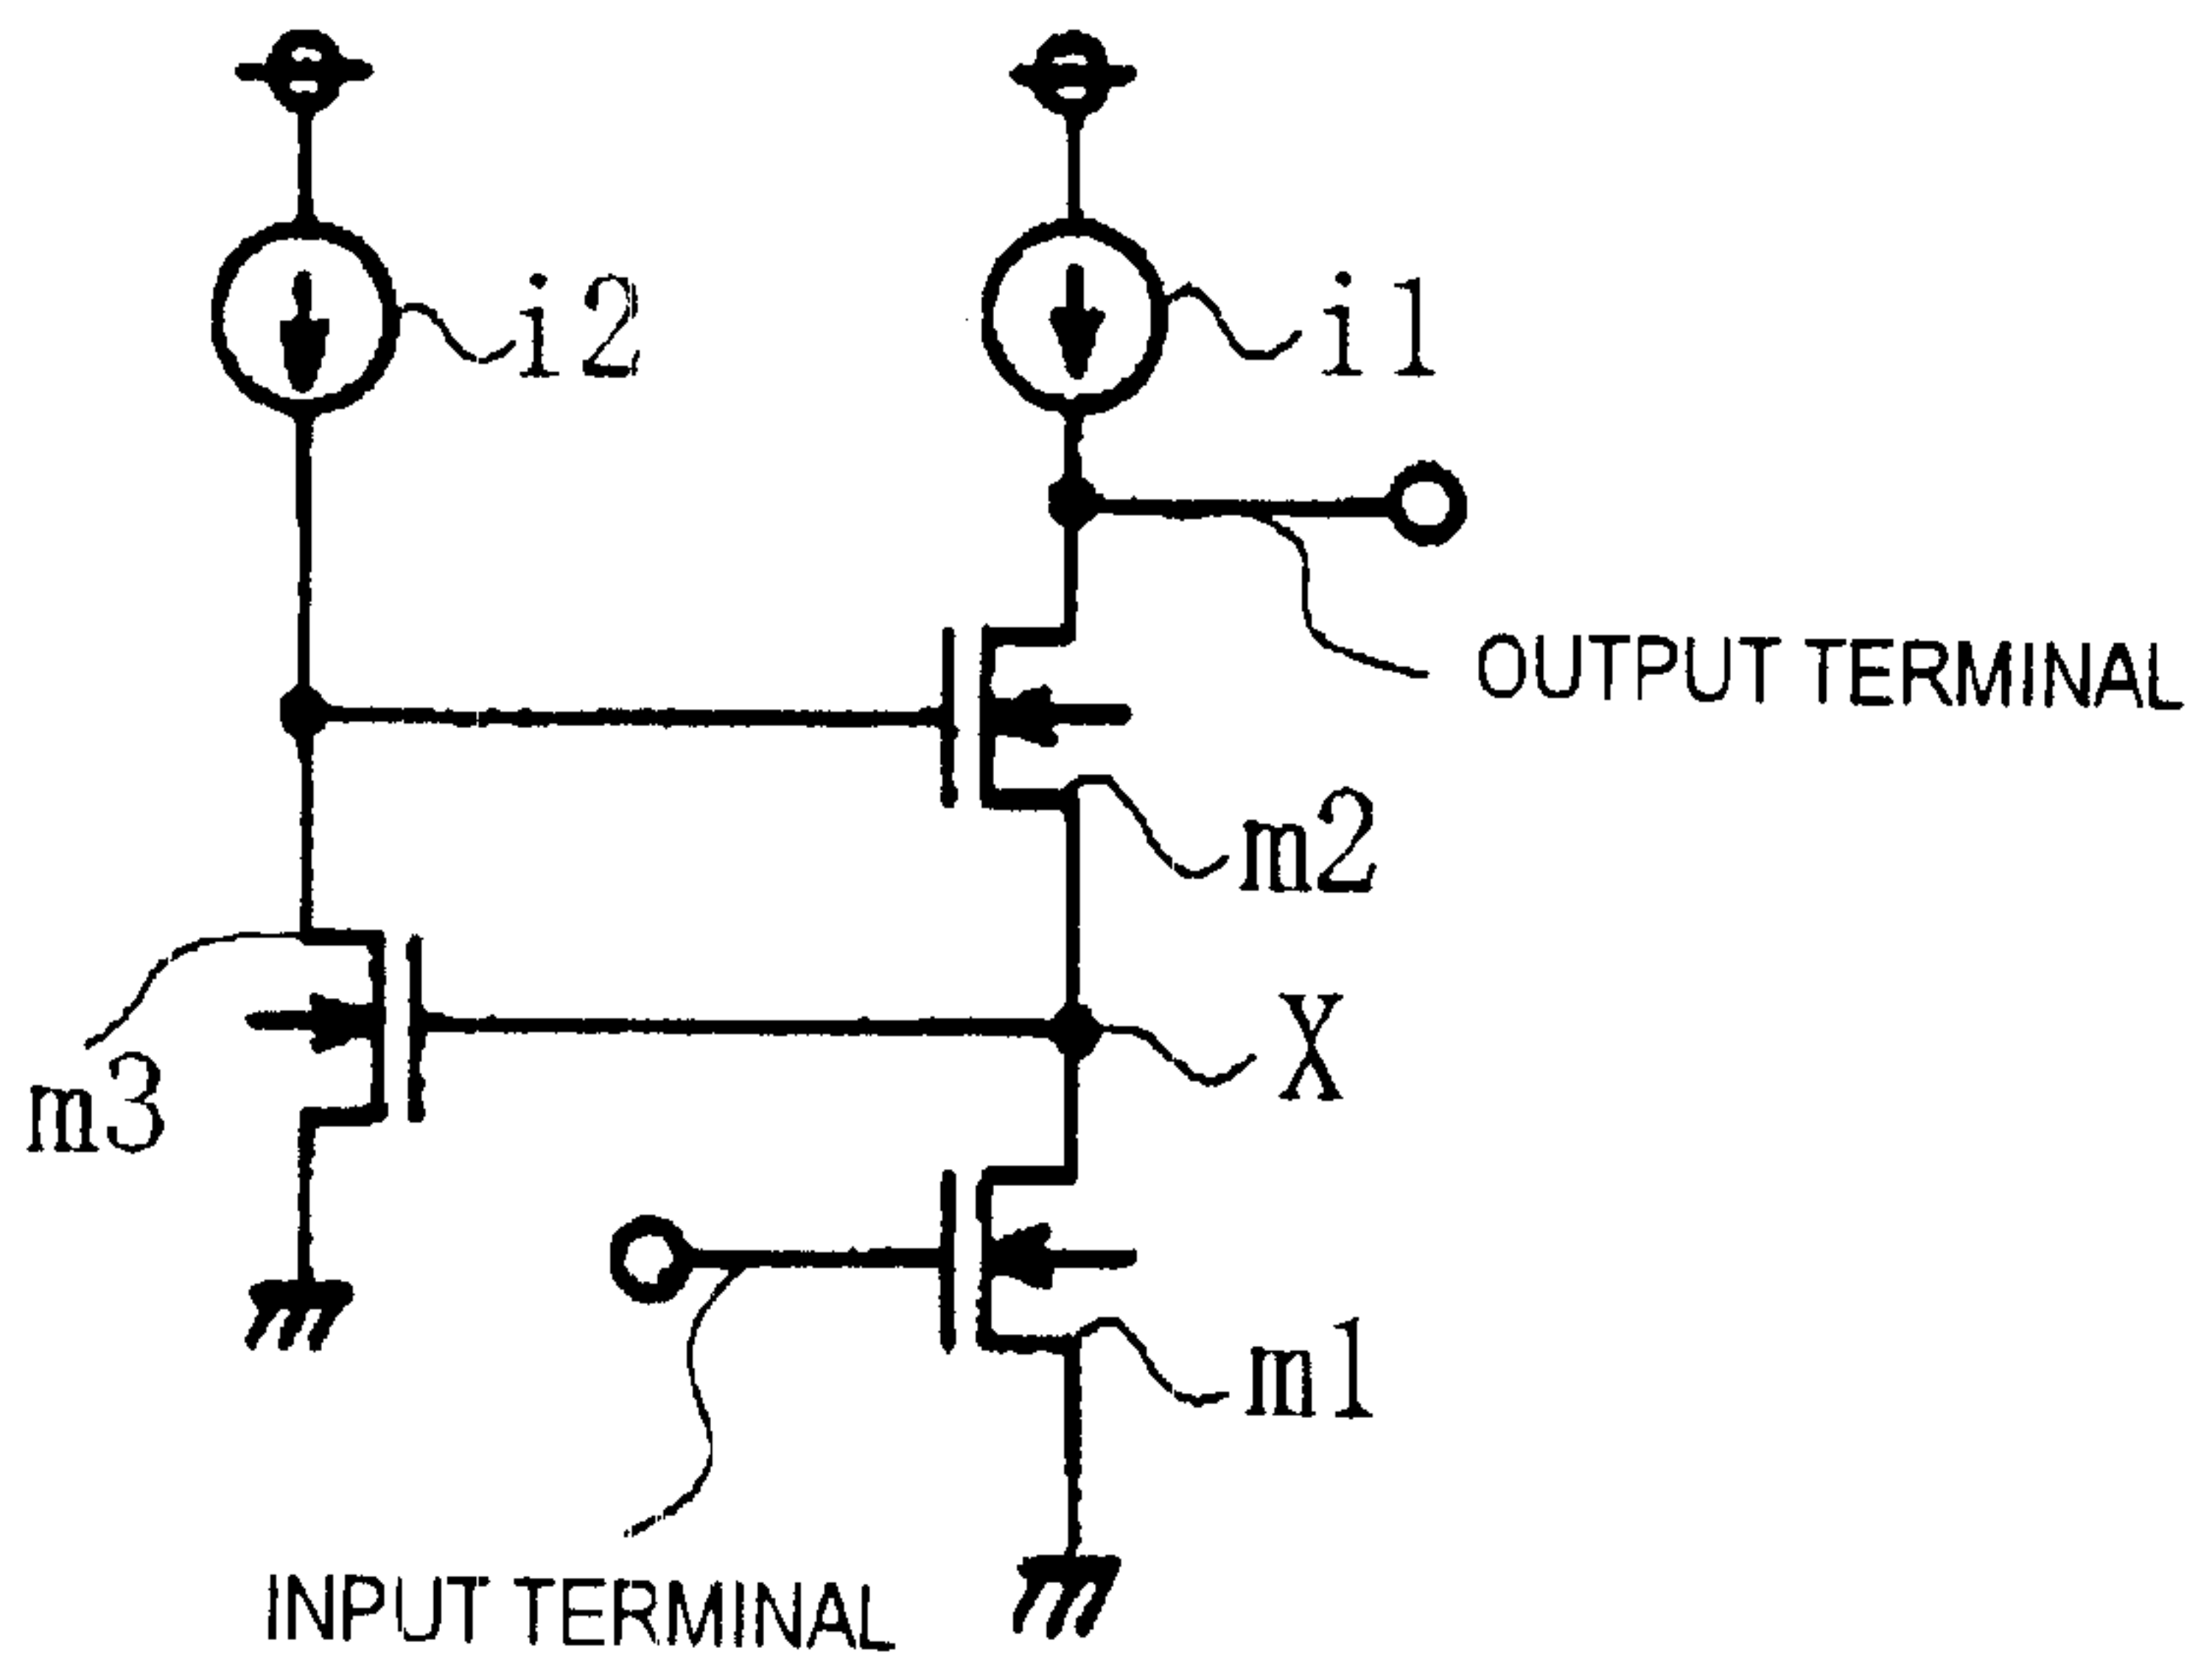 i2
i1
OUTPUT TERMINAL
m2
X
m3
m1
INPUT TERMINAL